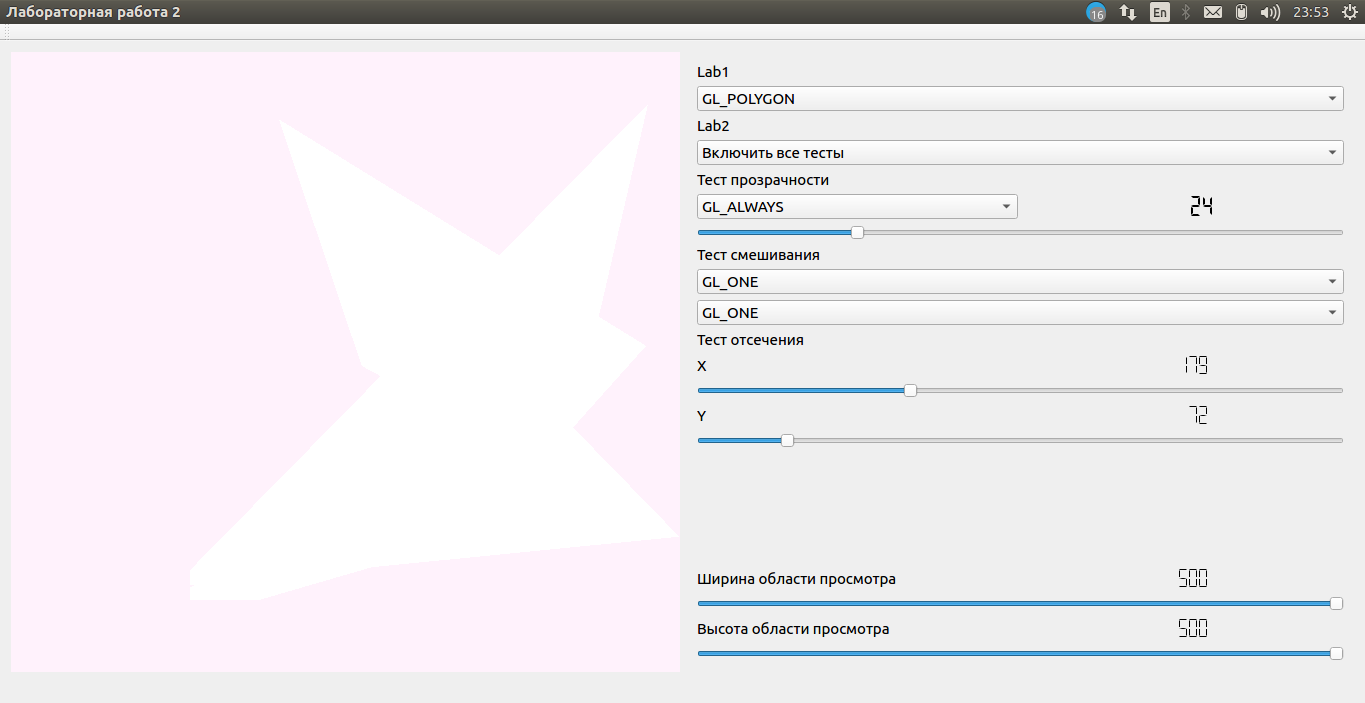 Лабораторная работа 2
16 En 23:53
Lab1
GL_POLYGON
Lab2
Включить все тесты
Тест прозрачности
GL_ALWAYS 24
Тест смешивания
GL_ONE
GL_ONE
Тест отсечения
X 179
Y 72
Ширина области просмотра 500
Высота области просмотра 500